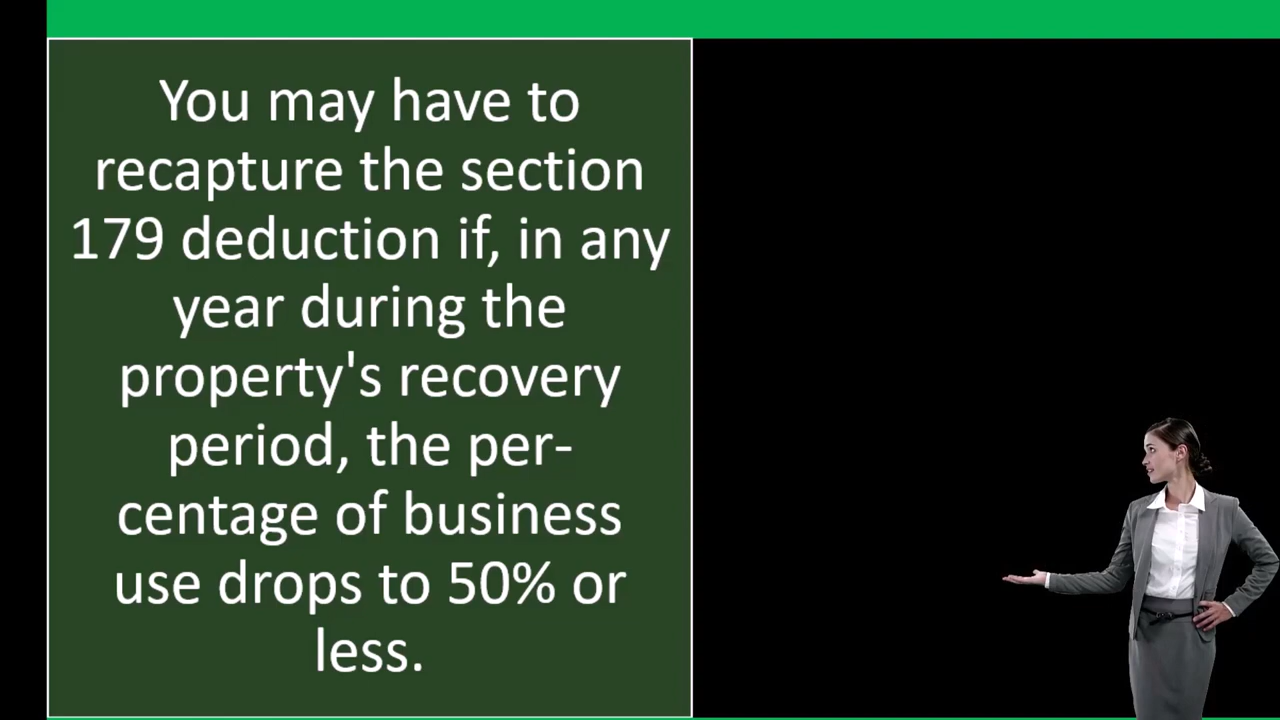 You may have to
recapture the section
179 deduction if, in any
year during the
property's recovery
period, the per-
centage of business
use drops to 50% or
less.